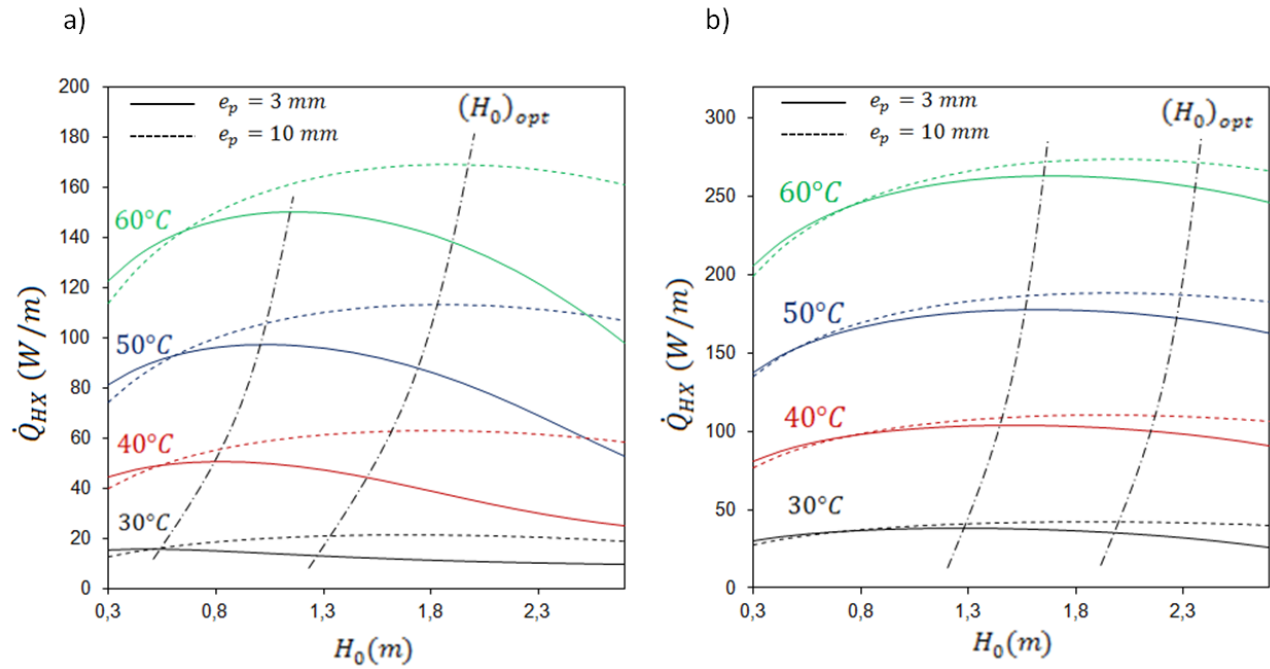 a)
200
180
160
140
120
100
80
60
40
20
0
e_p = 3 mm
e_p = 10 mm
(H_0)_opt
60°C
50°C
40°C
30°C
Q̇_HX (W/m)
0,3 0,8 1,3 1,8 2,3
H_0(m)
b)
300
250
200
150
100
50
0
e_p = 3 mm
e_p = 10 mm
(H_0)_opt
60°C
50°C
40°C
30°C
Q̇_HX (W/m)
0,3 0,8 1,3 1,8 2,3
H_0(m)